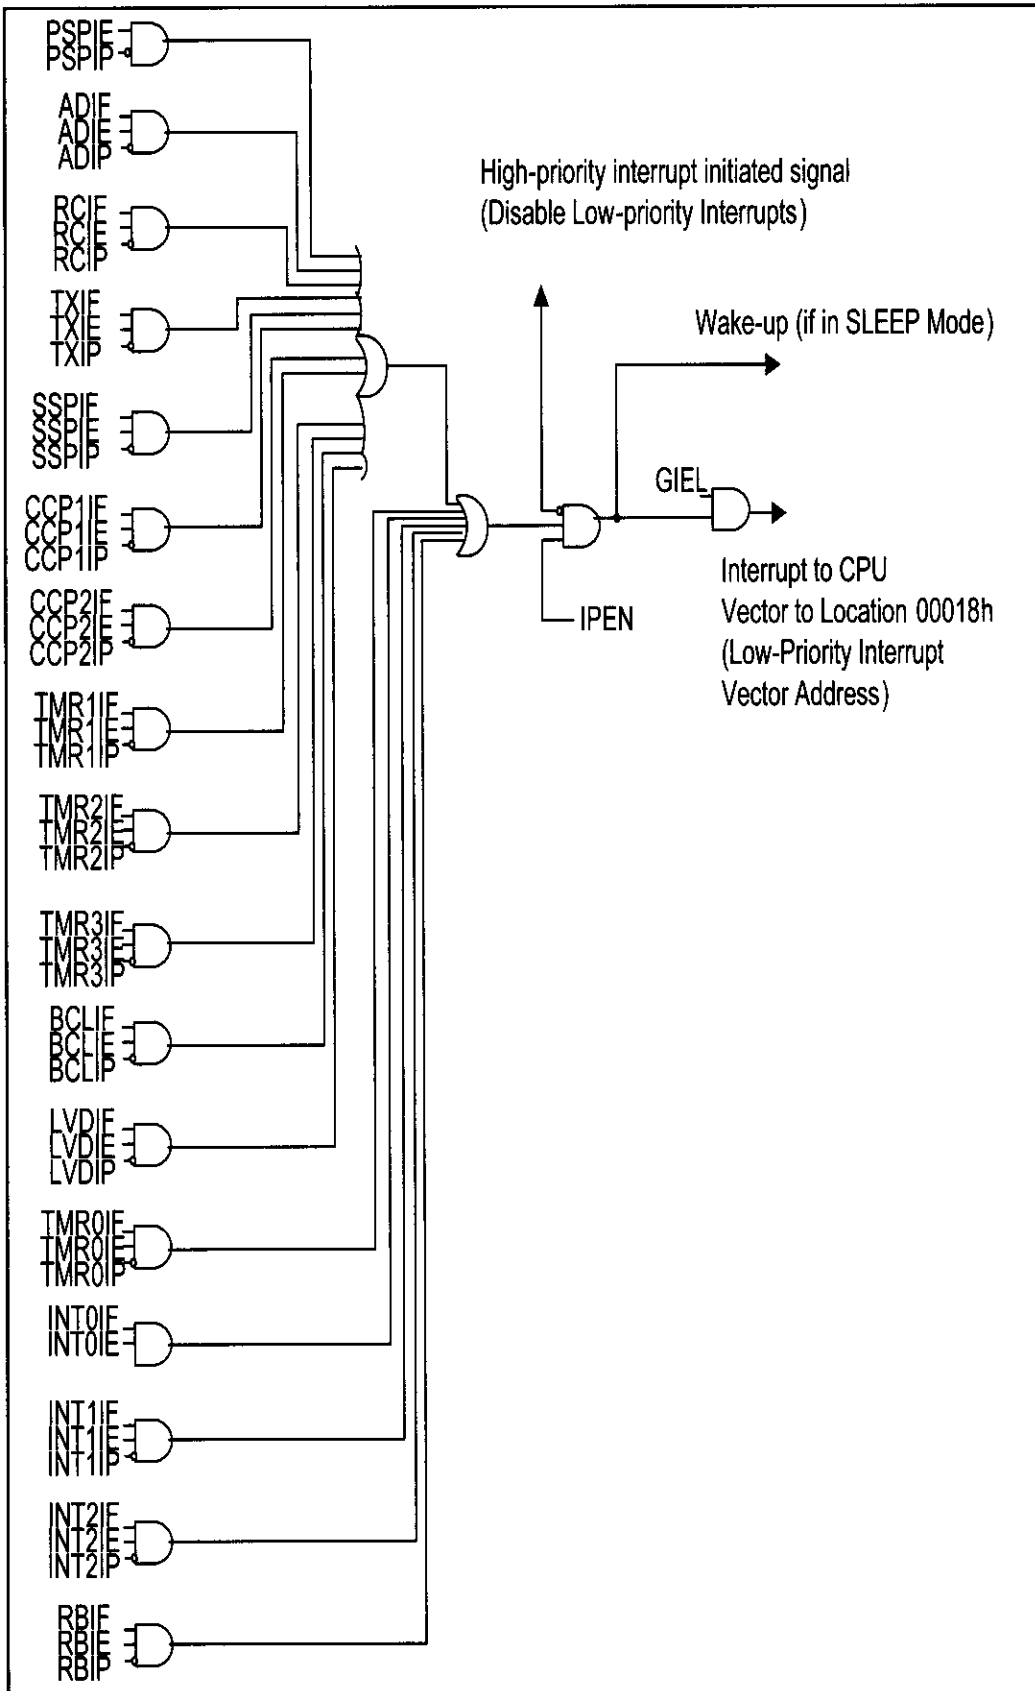 PSPIE
PSPIP
ADIF
ADIE
ADIP
RCIF
RCIE
RCIP
TXIF
TXIE
TXIP
SSPIF
SSPIE
SSPIP
CCP1IF
CCP1IE
CCP1IP
CCP2IF
CCP2IE
CCP2IP
TMR1IF
TMR1IE
TMR1IP
TMR2IF
TMR2IE
TMR2IP
TMR3IF
TMR3IE
TMR3IP
BCLIF
BCLIE
BCLIP
LVDIF
LVDIE
LVDIP
TMR0IF
TMR0IE
TMR0IP
INT0IF
INT0IE
INT1IF
INT1IE
INT1IP
INT2IF
INT2IE
INT2IP
RBIF
RBIE
RBIP
High-priority interrupt initiated signal
(Disable Low-priority Interrupts)
Wake-up (if in SLEEP Mode)
GIEL
IPEN
Interrupt to CPU
Vector to Location 00018h
(Low-Priority Interrupt
Vector Address)